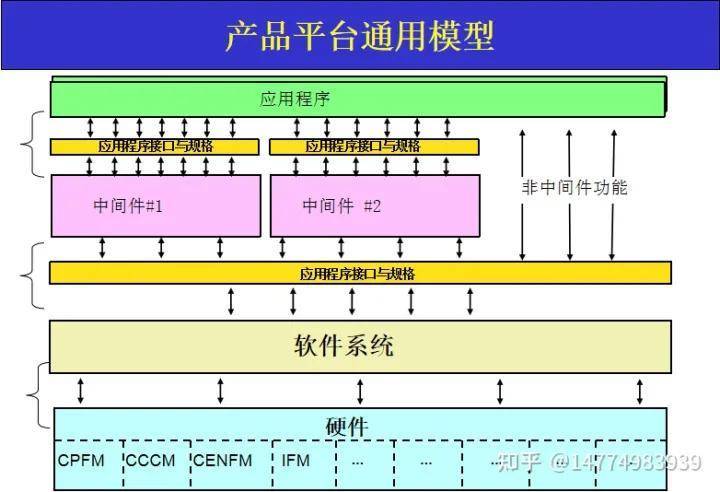 产品平台通用模型
应用程序
应用程序接口与规格
应用程序接口与规格
中间件#1
中间件 #2
非中间件功能
应用程序接口与规格
软件系统
硬件
CPFM
CCCM
CENFM
IFM
...
...
...
...
知乎 @14774983939